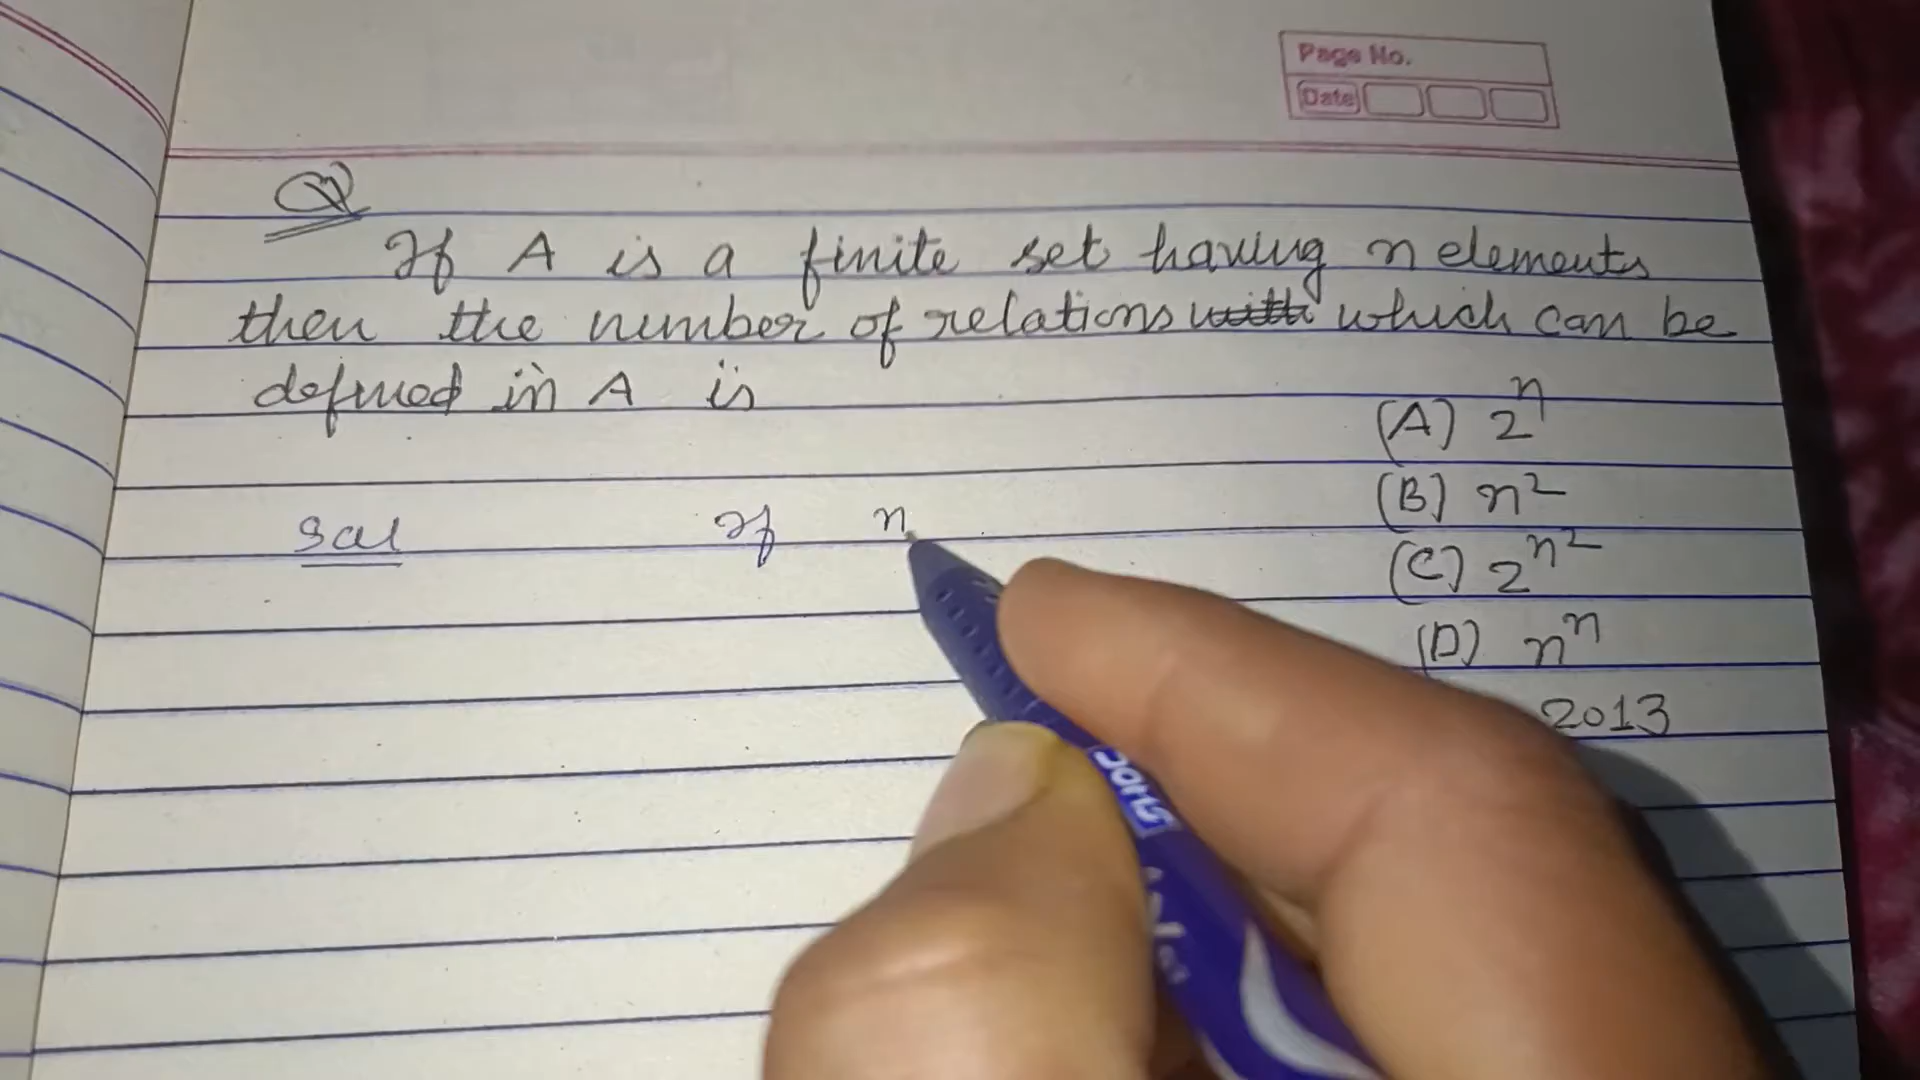 Page No.
Date
Q
If A is a finite set having n elements
then the number of relations with which can be
defined in A is
(A) 2^n
(B) n^2
(C) 2^n^2
(D) n^n
2013
Sol If n